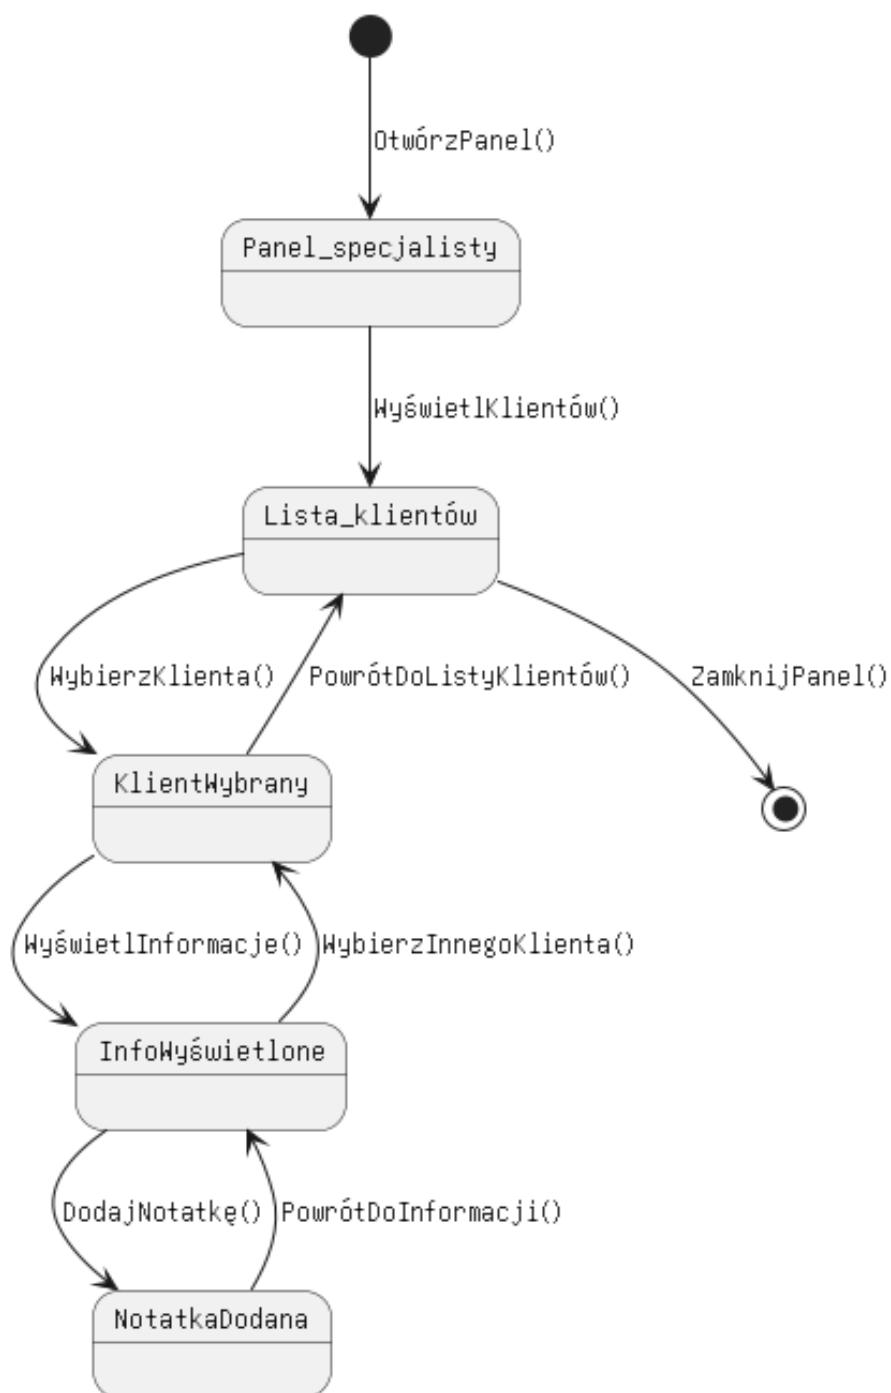 OtwórzPanel()
Panel_specjalisty
WyświetlKlientów()
Lista_klientów
WybierzKlienta()
PowrótDoListyKlientów()
ZamknijPanel()
KlientWybrany
WyświetlInformacje()
WybierzInnegoKlienta()
InfoWyświetlone
DodajNotatkę()
PowrótDoInformacji()
NotatkaDodana